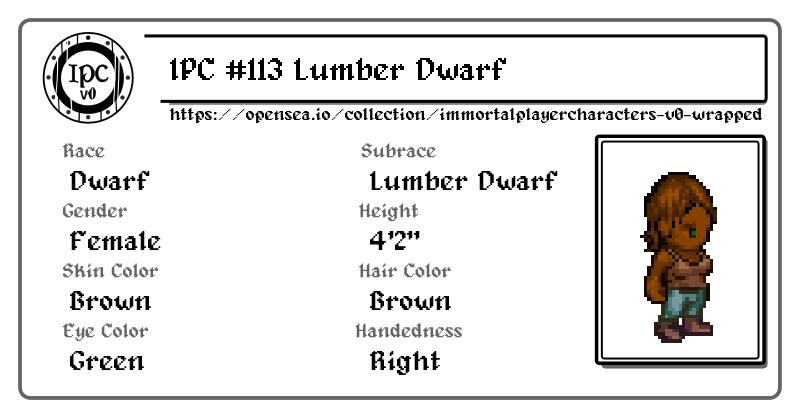 IPC
v0
IPC #113 Lumber Dwarf
https://opensea.io/collection/immortalplayercharacters-v0-wrapped
Race
Subrace
Dwarf
Lumber Dwarf
Gender
Height
Female
4'2"
Skin Color
Hair Color
Brown
Brown
Eye Color
Handedness
Green
Right